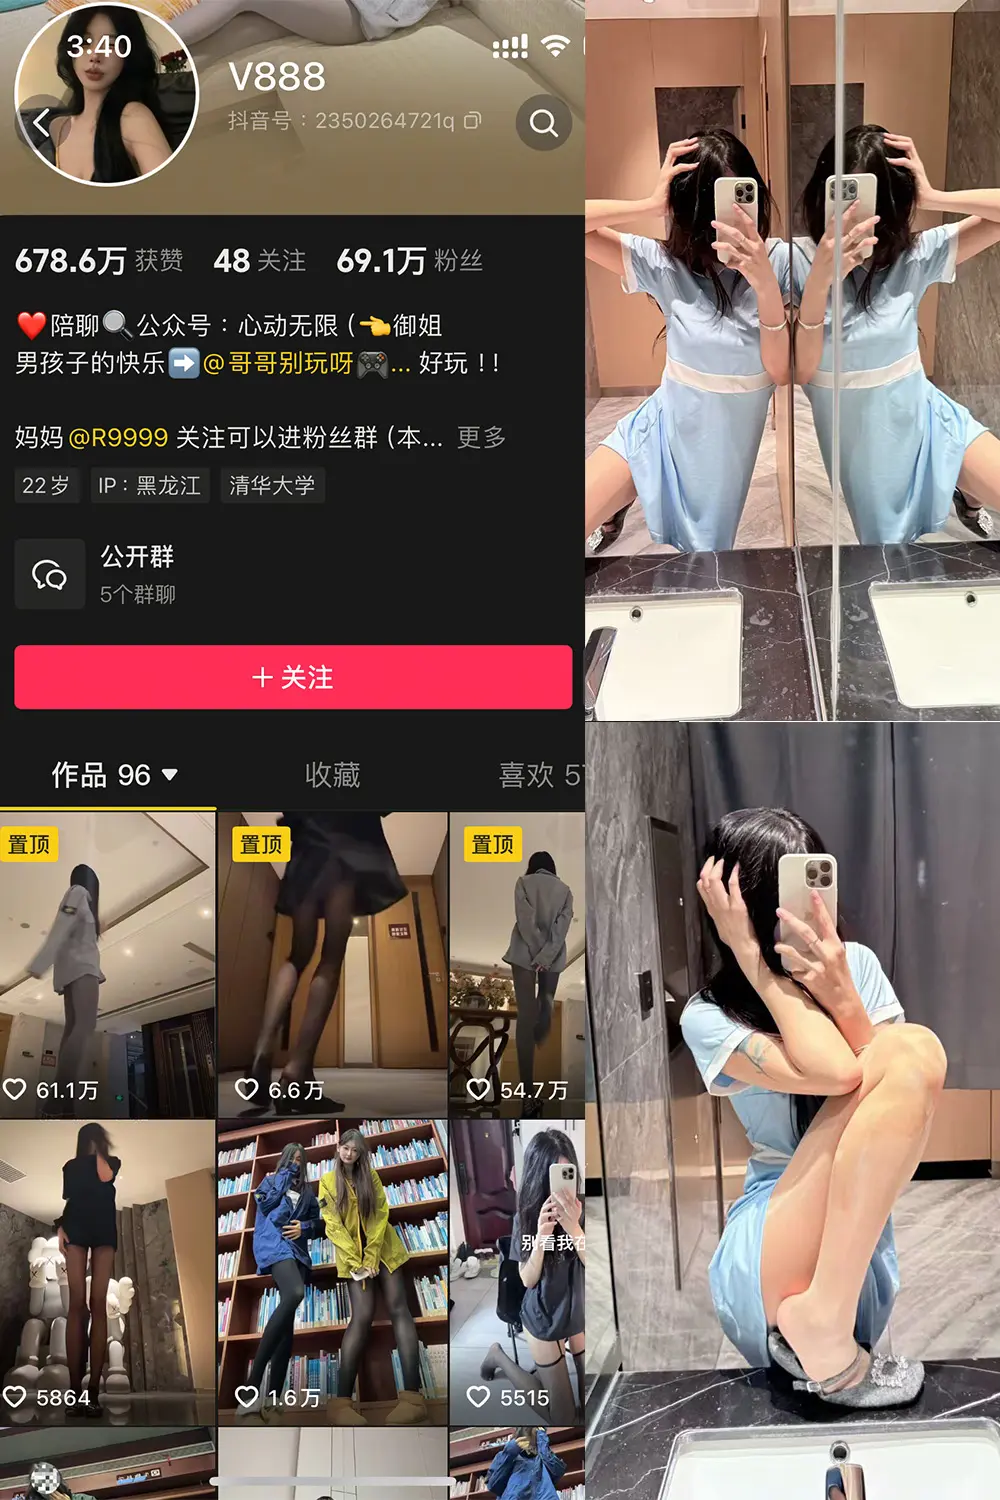 3:40
V888
抖音号：2350264721q
678.6万 获赞 48 关注 69.1万 粉丝
❤️陪聊🔍公众号：心动无限（👈御姐
男孩子的快乐➡️@哥哥别玩呀🎮... 好玩 ！！
妈妈@R9999 关注可以进粉丝群（本... 更多
22岁 IP：黑龙江 清华大学
公开群
5个群聊
＋关注
作品 96 ▼ 收藏 喜欢 5
置顶 置顶 置顶
61.1万 6.6万 54.7万
别看我在
5864 1.6万 5515